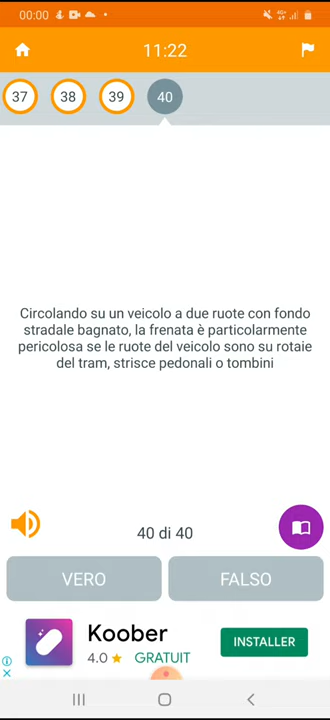 00:00
11:22
37 38 39 40
Circolando su un veicolo a due ruote con fondo
stradale bagnato, la frenata è particolarmente
pericolosa se le ruote del veicolo sono su rotaie
del tram, strisce pedonali o tombini
40 di 40
VERO FALSO
Koober
4.0 ★ GRATUIT
INSTALLER